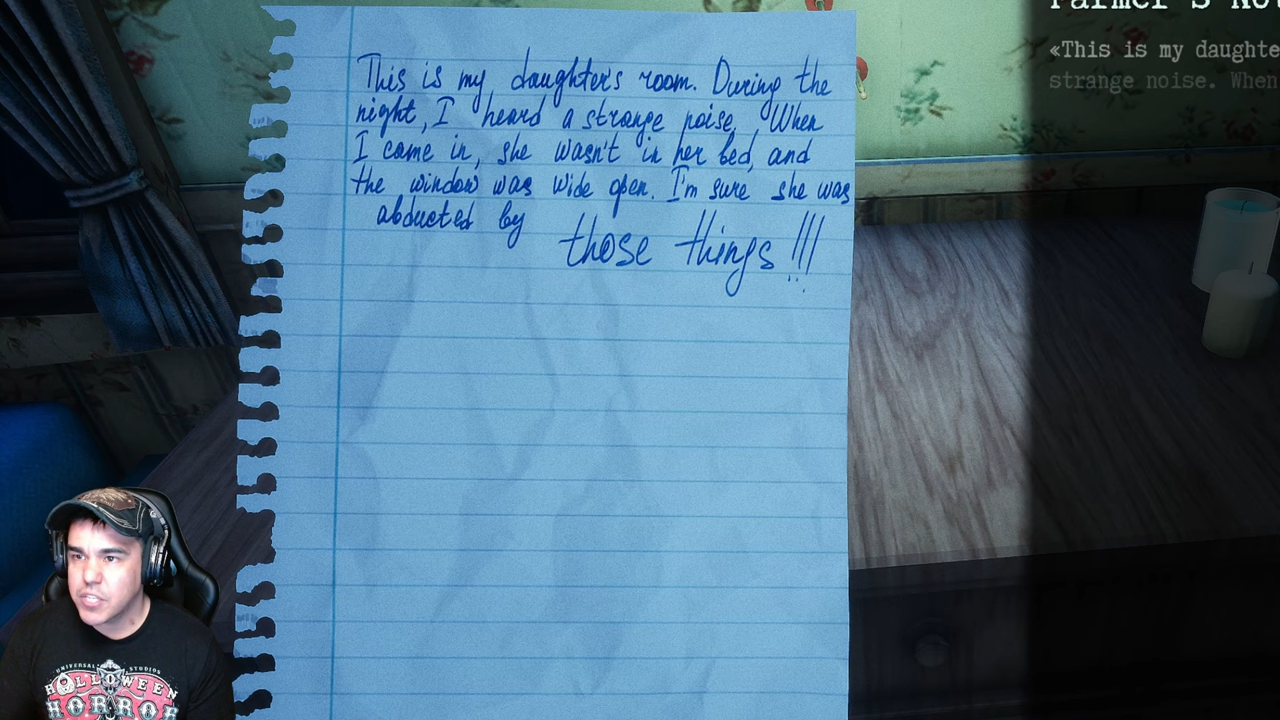 This is my daughter's room. During the
night, I heard a strange noise. When
I came in, she wasn't in her bed, and
the window was wide open. I'm sure she was
abducted by
those things!!!
«This is my daughte
strange noise. When
UNIVERSAL STUDIOS
HALLOWEEN
HORROR